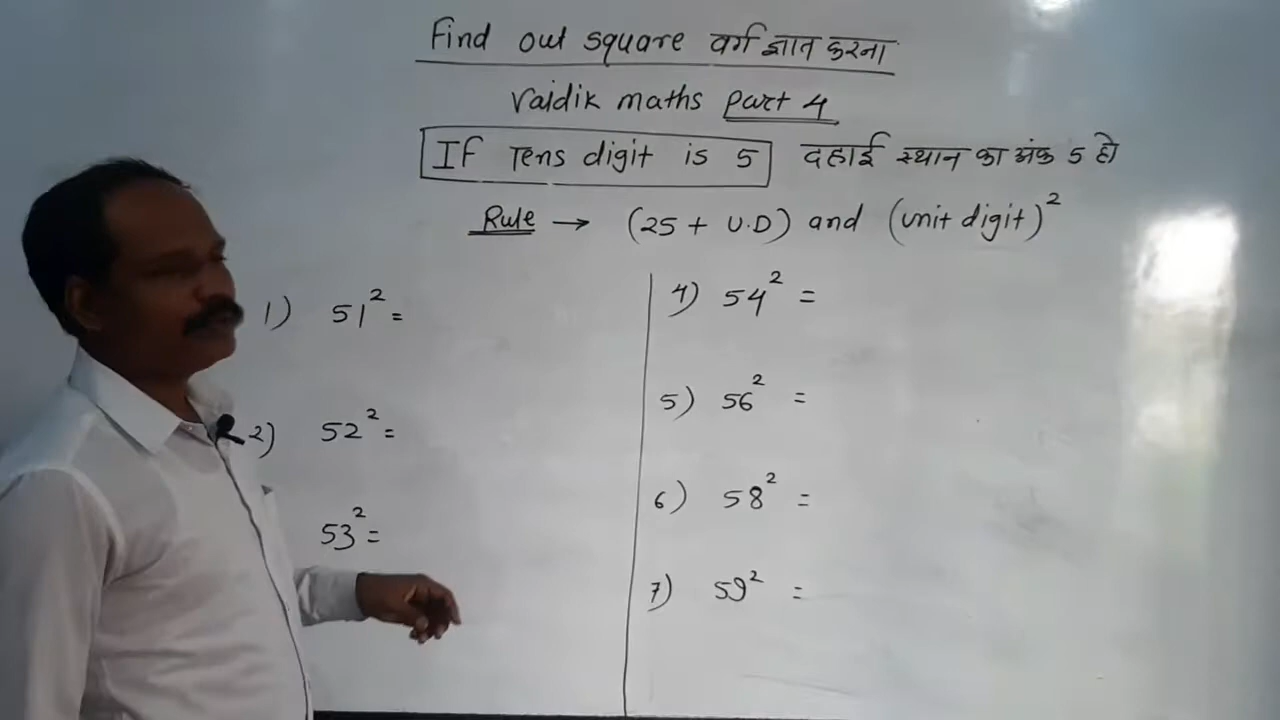 Find out square वर्ग ज्ञात करना
Vaidik maths Part 4
If Tens digit is 5 दहाई स्थान का अंक 5 हो
Rule → (25 + U.D) and (unit digit)²
1) 51² =
2) 52² =
53² =
4) 54² =
5) 56² =
6) 58² =
7) 59² =